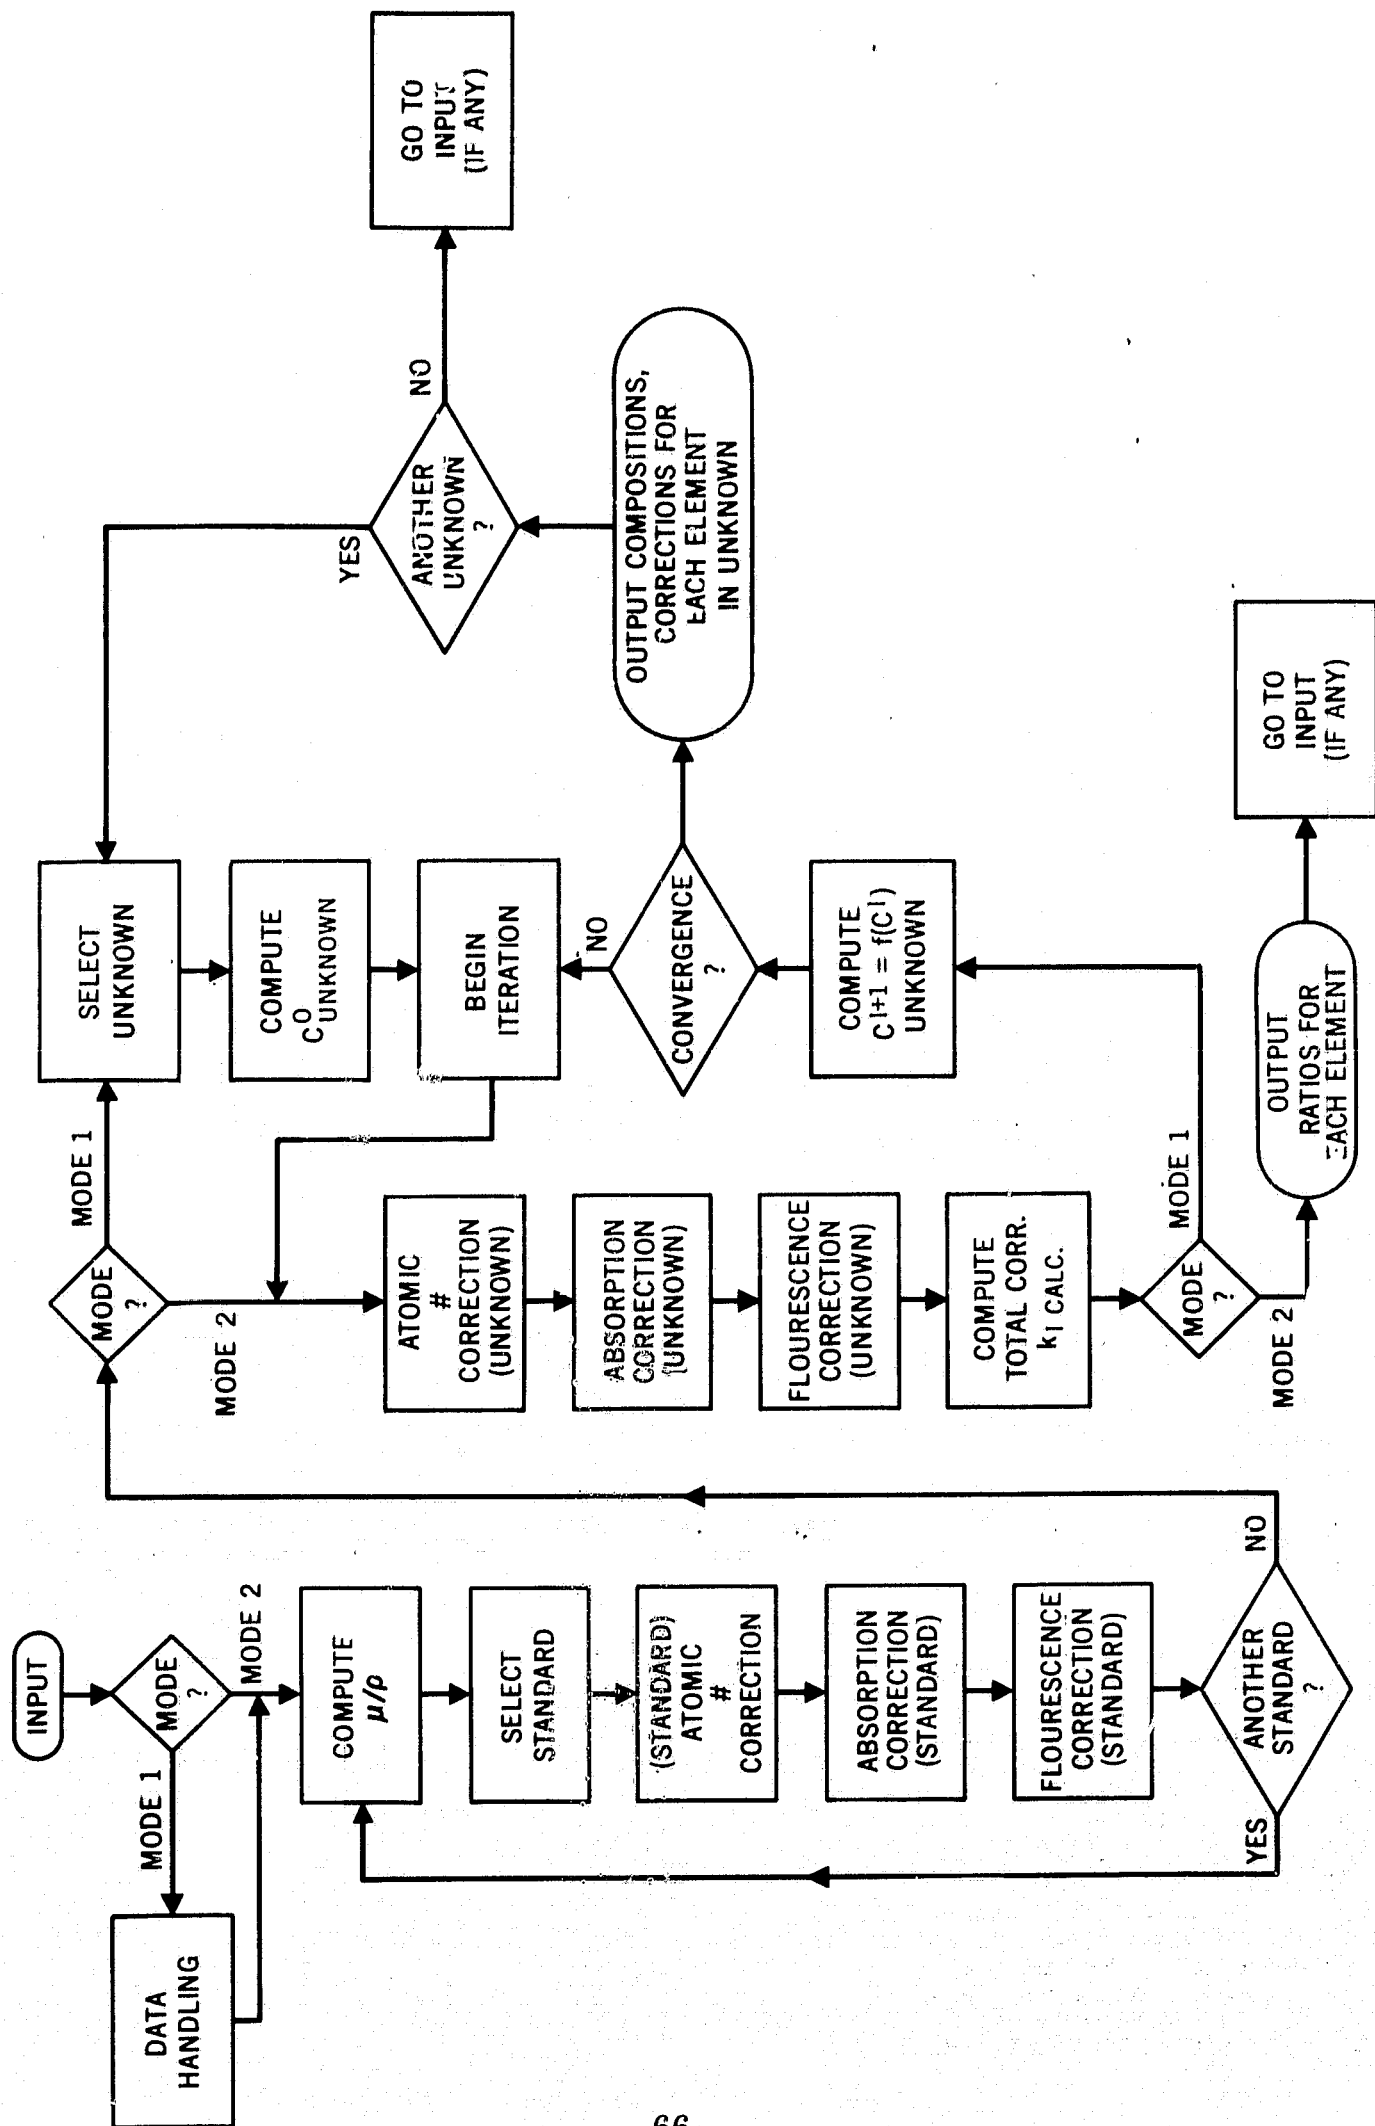 INPUT
MODE
?
MODE 1
MODE 2
DATA
HANDLING
COMPUTE
μ/ρ
SELECT
STANDARD
(STANDARD)
ATOMIC
#
CORRECTION
ABSORPTION
CORRECTION
(STANDARD)
FLOURESCENCE
CORRECTION
(STANDARD)
ANOTHER
STANDARD
?
YES
NO
MODE
?
MODE 1
MODE 2
ATOMIC
#
CORRECTION
(UNKNOWN)
ABSORPTION
CORRECTION
(UNKNOWN)
FLOURESCENCE
CORRECTION
(UNKNOWN)
COMPUTE
TOTAL CORR.
kI CALC.
MODE
?
MODE 1
MODE 2
OUTPUT
RATIOS FOR
EACH ELEMENT
GO TO
INPUT
(IF ANY)
SELECT
UNKNOWN
COMPUTE
C^O UNKNOWN
BEGIN
ITERATION
NO
CONVERGENCE
?
COMPUTE
C^I+1 = f(C^I)
UNKNOWN
OUTPUT COMPOSITIONS,
CORRECTIONS FOR
EACH ELEMENT
IN UNKNOWN
ANOTHER
UNKNOWN
?
YES
NO
GO TO
INPUT
(IF ANY)
66